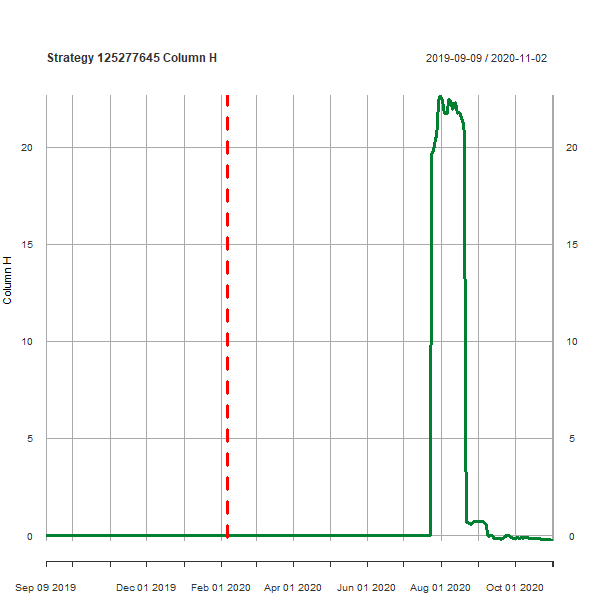 Strategy 125277645 Column H
2019-09-09 / 2020-11-02
20
20
15
15
Column H
10
10
5
5
0
0
Sep 09 2019
Dec 01 2019
Feb 01 2020
Apr 01 2020
Jun 01 2020
Aug 01 2020
Oct 01 2020